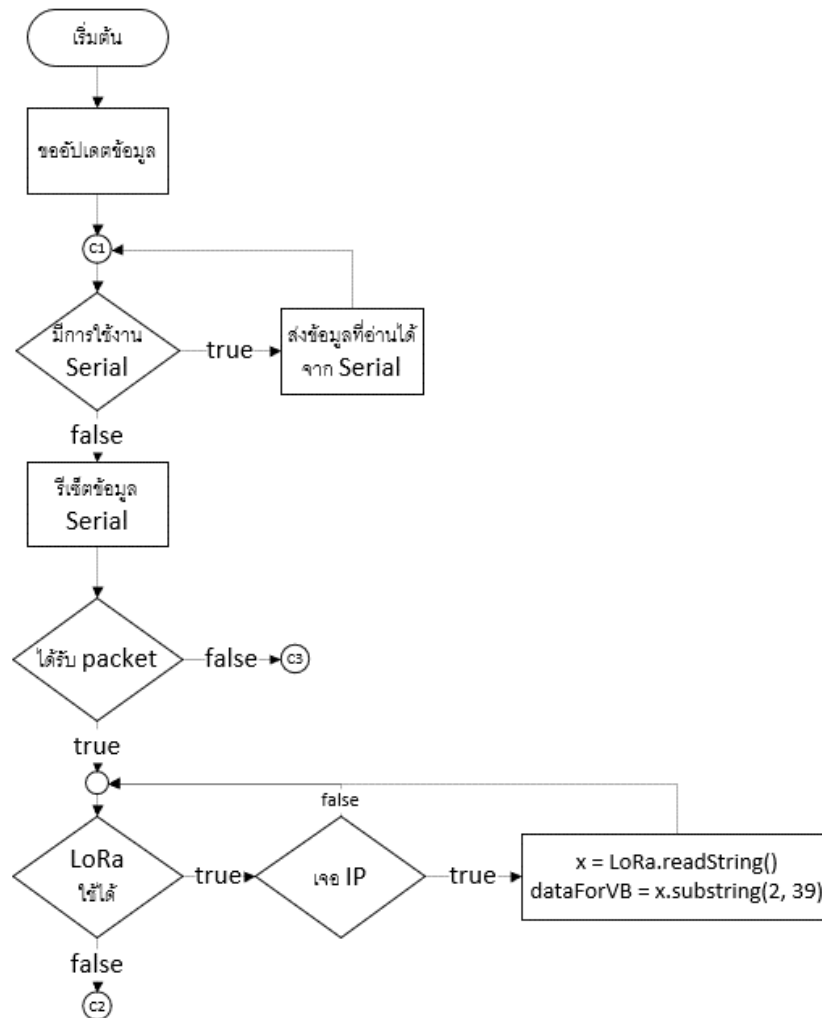 เริ่มต้น
ขออัปเดตข้อมูล
C1
มีการใช้งาน
Serial
true
ส่งข้อมูลที่อ่านได้
จาก Serial
false
รีเซ็ตข้อมูล
Serial
ได้รับ packet
false
C3
true
false
LoRa
ใช้ได้
true
เจอ IP
true
x = LoRa.readString()
dataForVB = x.substring(2, 39)
false
C2